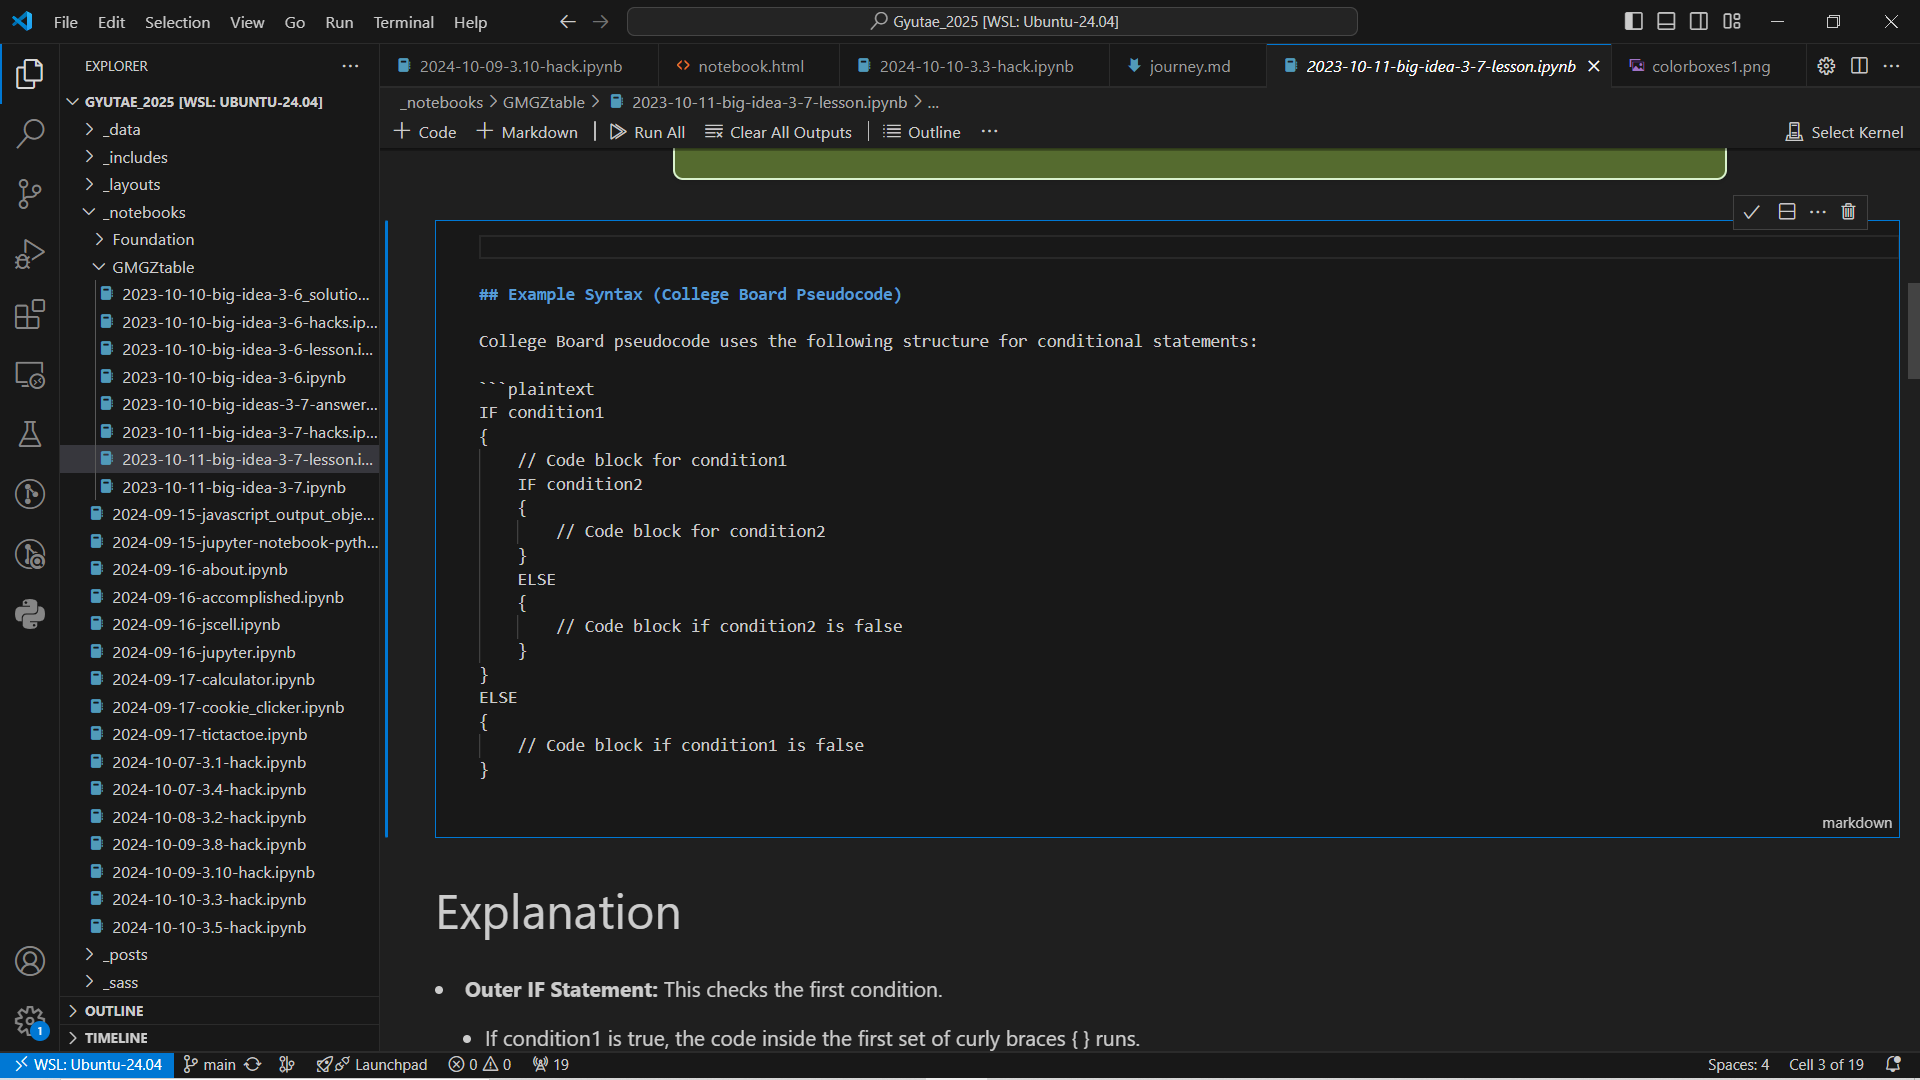 File Edit Selection View Go Run Terminal Help
Gyutae_2025 [WSL: Ubuntu-24.04]
EXPLORER
GYUTAE_2025 [WSL: UBUNTU-24.04]
_data
_includes
_layouts
_notebooks
Foundation
GMGZtable
2023-10-10-big-idea-3-6_solutio...
2023-10-10-big-idea-3-6-hacks.ip...
2023-10-10-big-idea-3-6-lesson.i...
2023-10-10-big-idea-3-6.ipynb
2023-10-10-big-ideas-3-7-answer...
2023-10-11-big-idea-3-7-hacks.ip...
2023-10-11-big-idea-3-7-lesson.i...
2023-10-11-big-idea-3-7.ipynb
2024-09-15-javascript_output_obje...
2024-09-15-jupyter-notebook-pyth...
2024-09-16-about.ipynb
2024-09-16-accomplished.ipynb
2024-09-16-jscell.ipynb
2024-09-16-jupyter.ipynb
2024-09-17-calculator.ipynb
2024-09-17-cookie_clicker.ipynb
2024-09-17-tictactoe.ipynb
2024-10-07-3.1-hack.ipynb
2024-10-07-3.4-hack.ipynb
2024-10-08-3.2-hack.ipynb
2024-10-09-3.8-hack.ipynb
2024-10-09-3.10-hack.ipynb
2024-10-10-3.3-hack.ipynb
2024-10-10-3.5-hack.ipynb
_posts
_sass
OUTLINE
TIMELINE
2024-10-09-3.10-hack.ipynb notebook.html 2024-10-10-3.3-hack.ipynb journey.md 2023-10-11-big-idea-3-7-lesson.ipynb colorboxes1.png
_notebooks > GMGZtable > 2023-10-11-big-idea-3-7-lesson.ipynb > ...
+ Code + Markdown | Run All Clear All Outputs | Outline ... Select Kernel
## Example Syntax (College Board Pseudocode)
College Board pseudocode uses the following structure for conditional statements:
```plaintext
IF condition1
{
    // Code block for condition1
    IF condition2
    {
        // Code block for condition2
    }
    ELSE
    {
        // Code block if condition2 is false
    }
}
ELSE
{
    // Code block if condition1 is false
}
markdown
Explanation
• Outer IF Statement: This checks the first condition.
• If condition1 is true, the code inside the first set of curly braces { } runs.
1
WSL: Ubuntu-24.04 main Launchpad 0 0 19 Spaces: 4 Cell 3 of 19